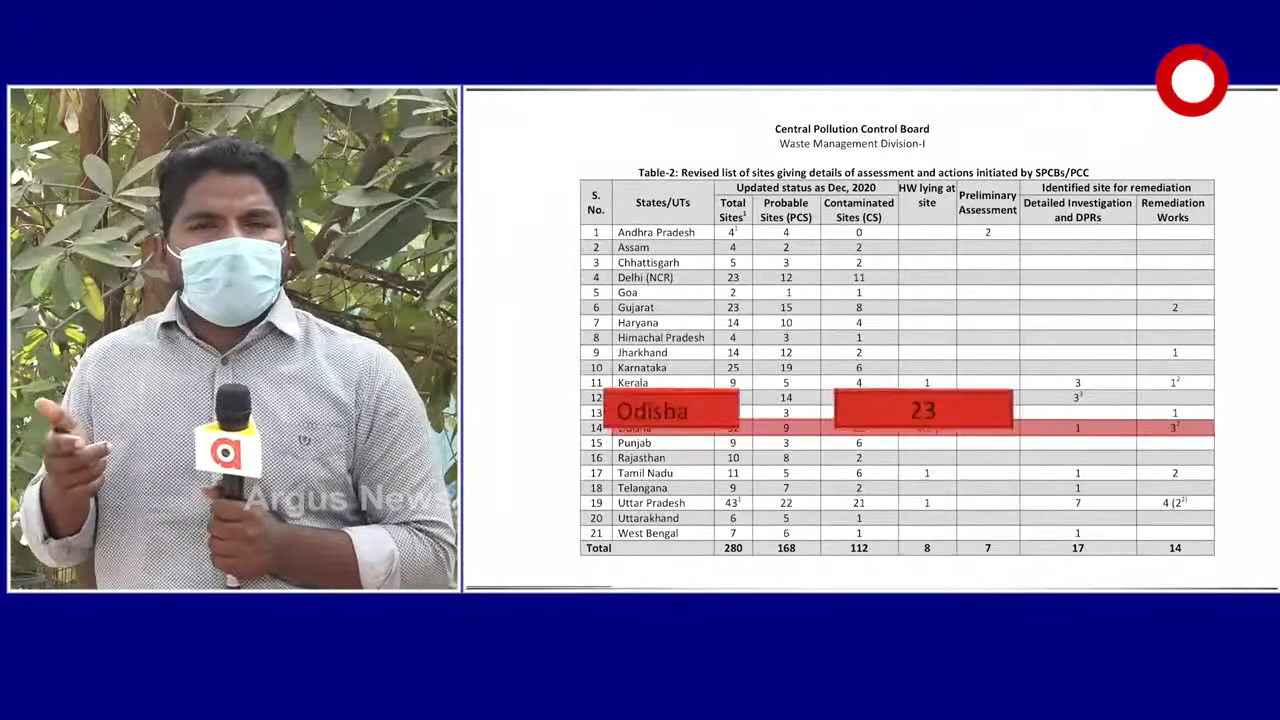 Central Pollution Control Board
Waste Management Division-I
Table-2: Revised list of sites giving details of assessment and actions initiated by SPCBs/PCC
S. No. States/UTs Updated status as Dec, 2020 HW lying at site Preliminary Assessment Identified site for remediation
Total Sites¹ Probable Sites (PCS) Contaminated Sites (CS) Detailed Investigation and DPRs Remediation Works
1 Andhra Pradesh 4¹ 4 0 2
2 Assam 4 2 2
3 Chhattisgarh 5 3 2
4 Delhi (NCR) 23 12 11
5 Goa 2 1 1
6 Gujarat 23 15 8 2
7 Haryana 14 10 4
8 Himachal Pradesh 4 3 1
9 Jharkhand 14 12 2 1
10 Karnataka 25 19 6
11 Kerala 9 5 4 1 3 1²
12 14 3³
Odisha 23
13 3 1
14 9 1
15 Punjab 9 3 6
16 Rajasthan 10 8 2
17 Tamil Nadu 11 5 6 1 1 2
18 Telangana 9 7 2 1
19 Uttar Pradesh 43¹ 22 21 1 7 4 (2²⁾
20 Uttarakhand 6 5 1
21 West Bengal 7 6 1 1
Total 280 168 112 8 7 17 14
a
Argus News